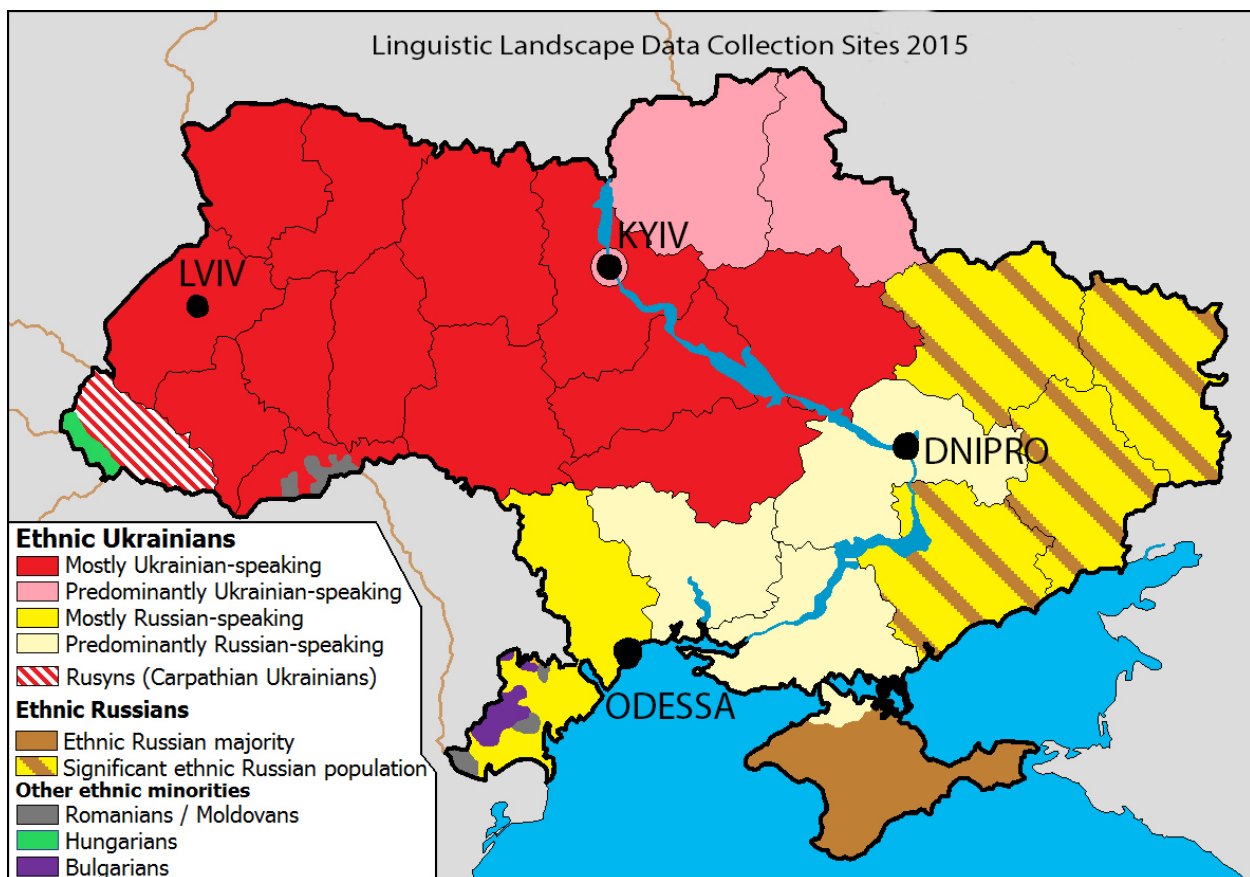 Linguistic Landscape Data Collection Sites 2015
KYIV
LVIV
DNIPRO
ODESSA
Ethnic Ukrainians
Mostly Ukrainian-speaking
Predominantly Ukrainian-speaking
Mostly Russian-speaking
Predominantly Russian-speaking
Rusyns (Carpathian Ukrainians)
Ethnic Russians
Ethnic Russian majority
Significant ethnic Russian population
Other ethnic minorities
Romanians / Moldovans
Hungarians
Bulgarians